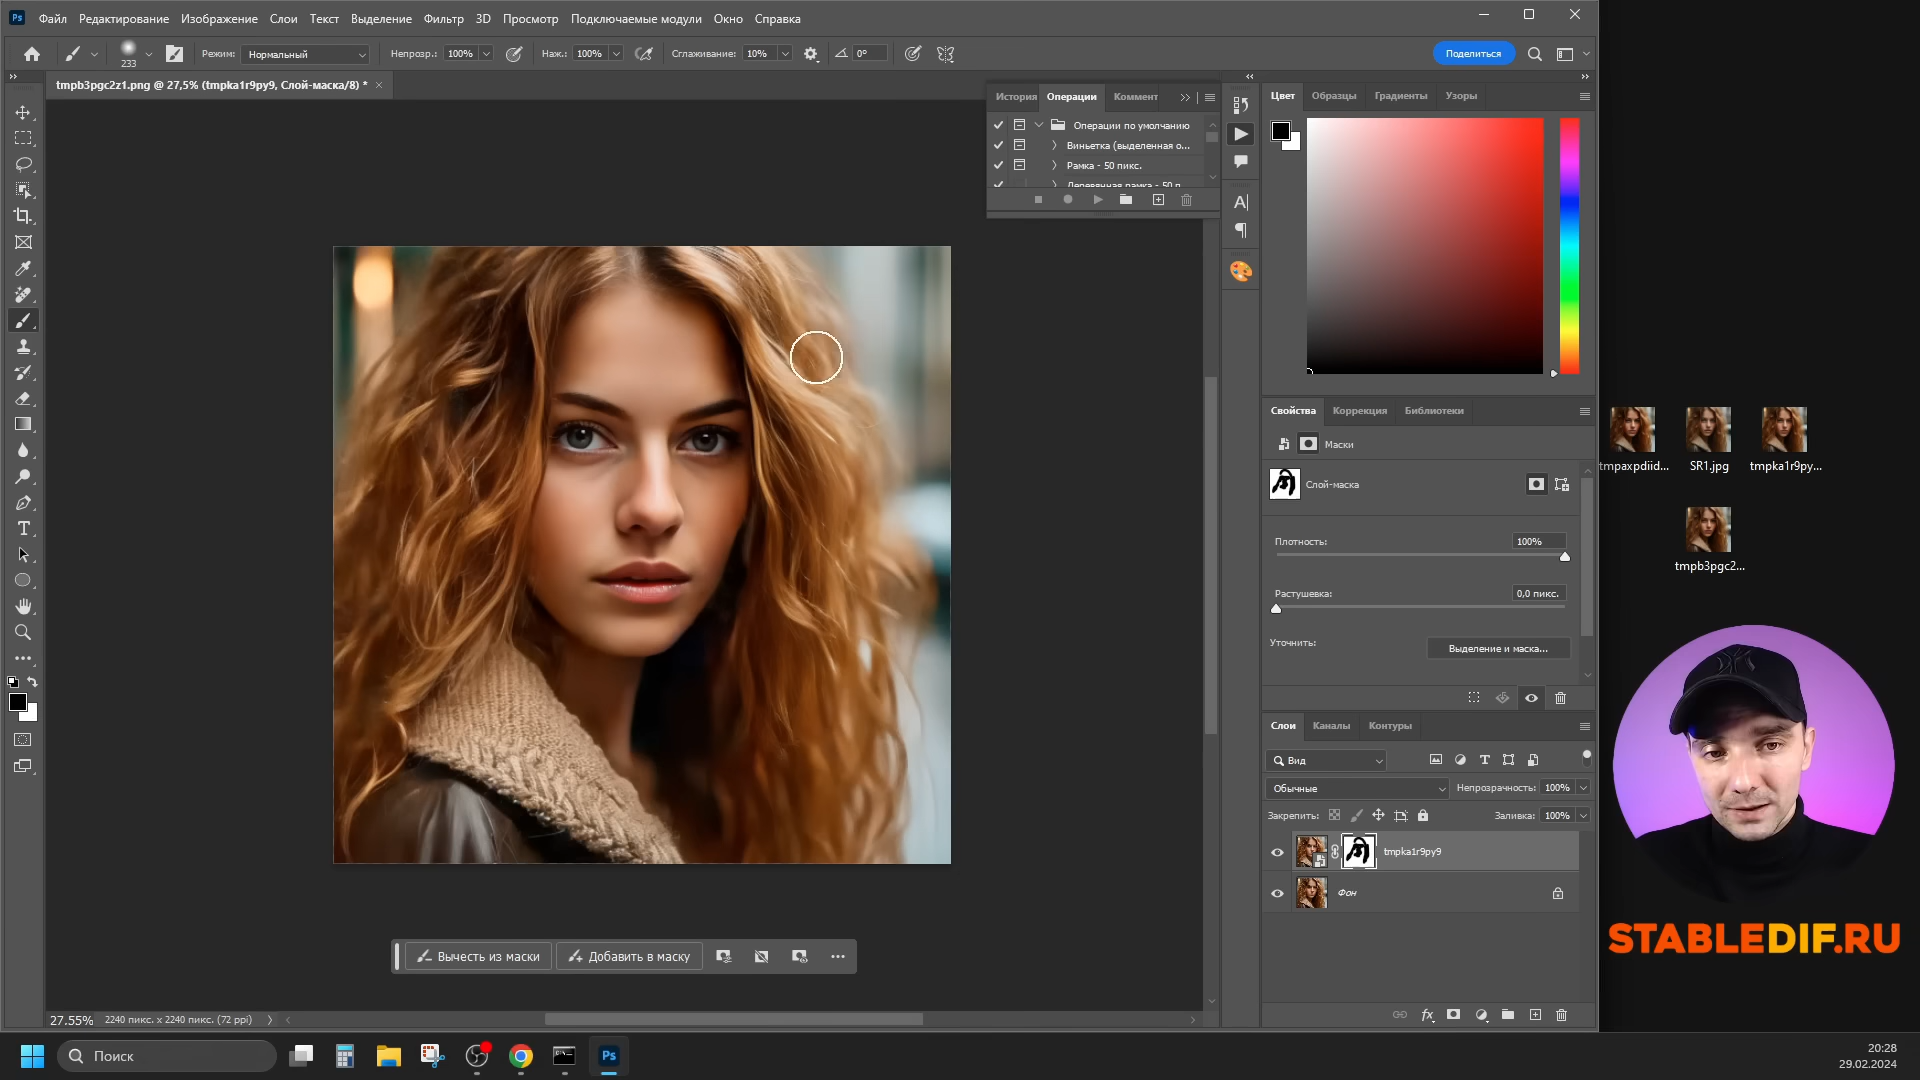 Ps Файл Редактирование Изображение Слои Текст Выделение Фильтр 3D Просмотр Подключаемые модули Окно Справка
233 Режим: Нормальный Непрозр.: 100% Наж.: 100% Сглаживание: 10% 0° Поделиться
tmpb3pgc2z1.png @ 27,5% (tmpka1r9py9, Слой-маска/8) *
История Операции Коммент
Операции по умолчанию
Виньетка (выделенная о...
Рамка - 50 пикс.
Деревянная рамка - 50 п
Цвет Образцы Градиенты Узоры
Свойства Коррекция Библиотеки
Маски
Слой-маска
Плотность: 100%
Растушевка: 0,0 пикс.
Уточнить: Выделение и маска...
Слои Каналы Контуры
Вид
Обычные Непрозрачность: 100%
Закрепить: Заливка: 100%
tmpka1r9py9
Фон
Вычесть из маски Добавить в маску
27.55% 2240 пикс. x 2240 пикс. (72 ppi)
tmpaxpdiid... SR1.jpg tmpka1r9py...
tmpb3pgc2...
STABLEDIF.RU
Поиск
Ps
20:28
29.02.2024